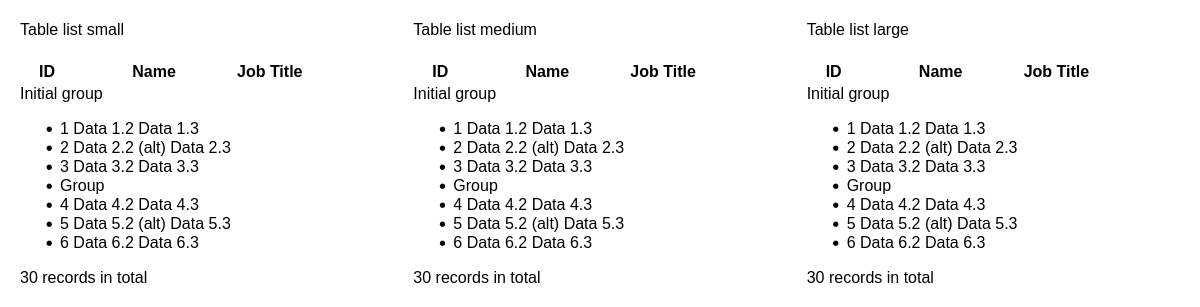 Table list small
ID Name Job Title
Initial group
• 1 Data 1.2 Data 1.3
• 2 Data 2.2 (alt) Data 2.3
• 3 Data 3.2 Data 3.3
• Group
• 4 Data 4.2 Data 4.3
• 5 Data 5.2 (alt) Data 5.3
• 6 Data 6.2 Data 6.3
30 records in total
Table list medium
ID Name Job Title
Initial group
• 1 Data 1.2 Data 1.3
• 2 Data 2.2 (alt) Data 2.3
• 3 Data 3.2 Data 3.3
• Group
• 4 Data 4.2 Data 4.3
• 5 Data 5.2 (alt) Data 5.3
• 6 Data 6.2 Data 6.3
30 records in total
Table list large
ID Name Job Title
Initial group
• 1 Data 1.2 Data 1.3
• 2 Data 2.2 (alt) Data 2.3
• 3 Data 3.2 Data 3.3
• Group
• 4 Data 4.2 Data 4.3
• 5 Data 5.2 (alt) Data 5.3
• 6 Data 6.2 Data 6.3
30 records in total